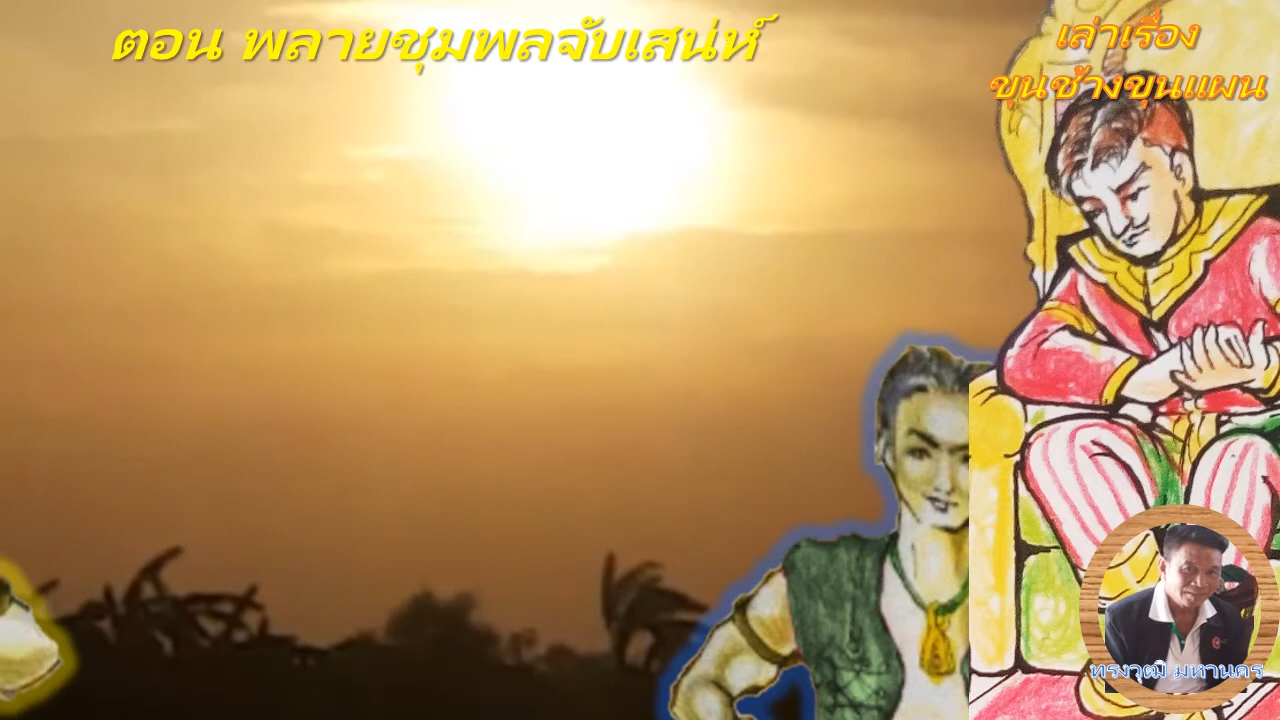 ตอน พลายชุมพลจับเสน่ห์
เล่าเรื่อง
ขุนช้างขุนแผน
ทรงวุฒิ มหานคร